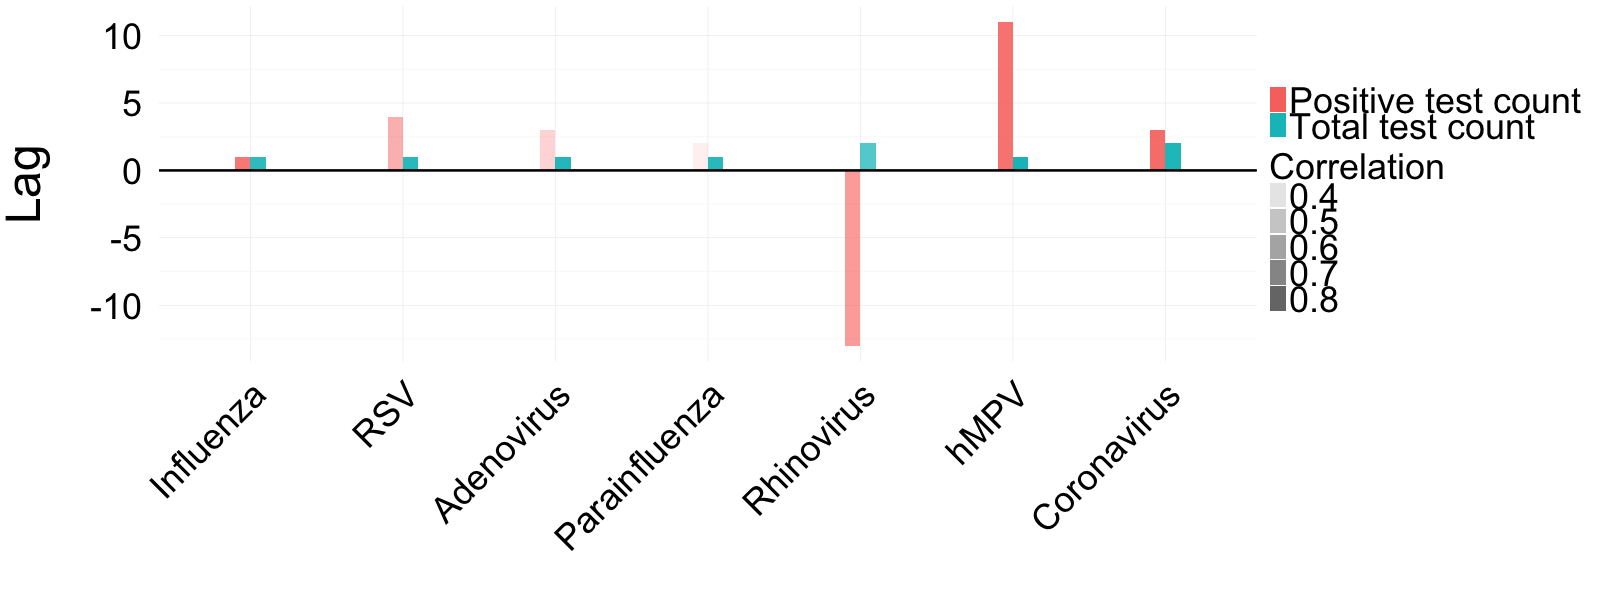 Lag
10
5
0
-5
-10
Influenza
RSV
Adenovirus
Parainfluenza
Rhinovirus
hMPV
Coronavirus
Positive test count
Total test count
Correlation
0.4
0.5
0.6
0.7
0.8